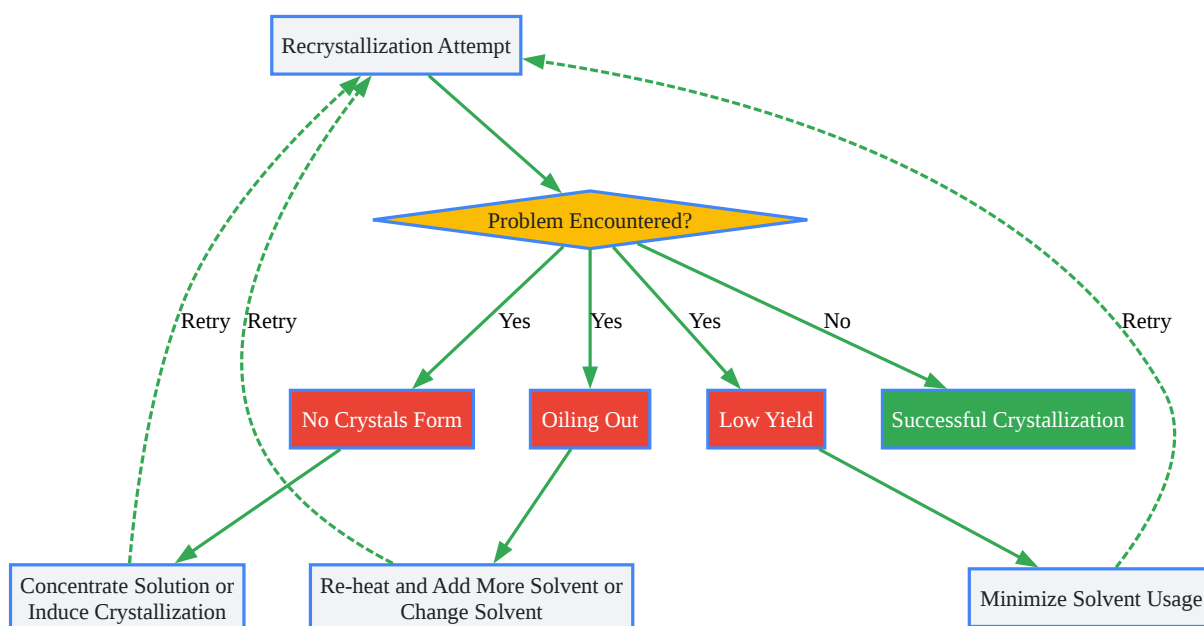 Recrystallization Attempt
Problem Encountered?
Retry
Retry
Yes
Yes
Yes
No
Retry
No Crystals Form
Oiling Out
Low Yield
Successful Crystallization
Concentrate Solution or
Induce Crystallization
Re-heat and Add More Solvent or
Change Solvent
Minimize Solvent Usage